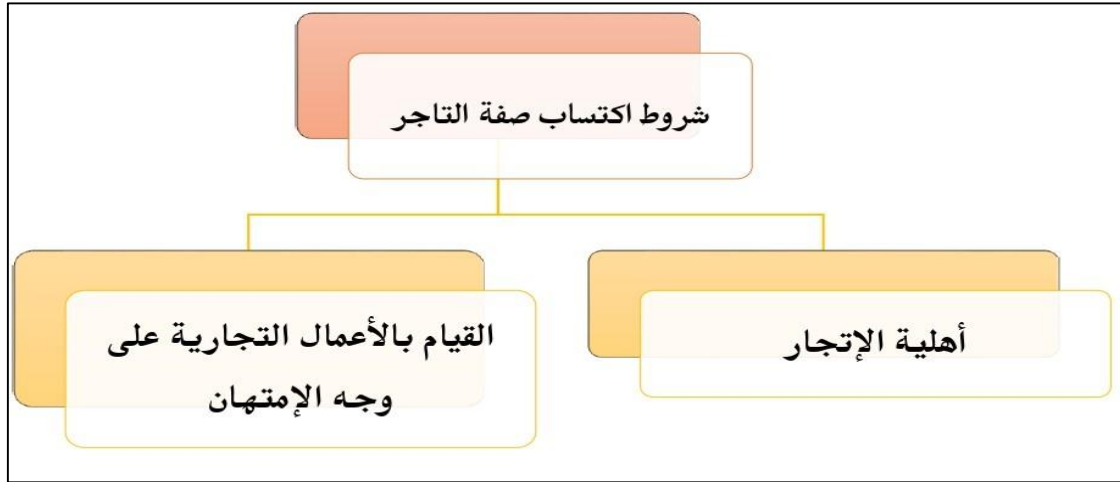 شروط اكتساب صفة التاجر
أهلية الإتجار
القيام بالأعمال التجارية على
وجه الإمتهان